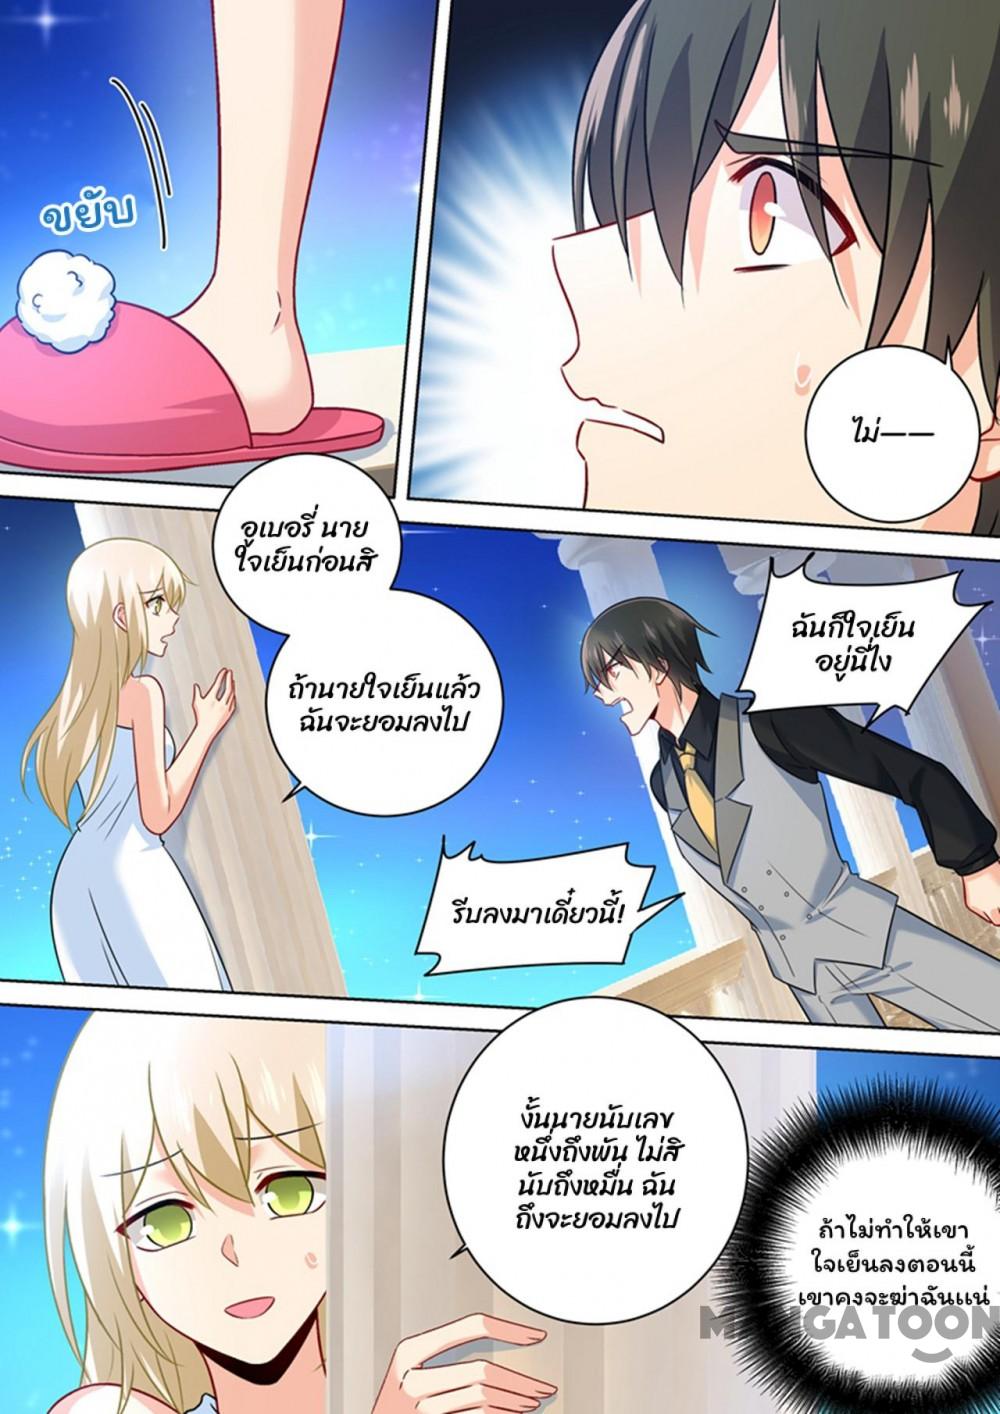 ขยับ
ไม่——
อูเบอรี่ นาย
ใจเย็นก่อนสิ
ถ้านายใจเย็นแล้ว
ฉันจะยอมลงไป
ฉันก็ใจเย็น
อยู่นี่ไง
รีบลงมาเดี๋ยวนี้!
งั้นนายนับเลข
หนึ่งถึงพัน ไม่สิ
นับถึงหมื่น ฉัน
ถึงจะยอมลงไป
ถ้าไม่ทำให้เขา
ใจเย็นลงตอนนี้
เขาคงจะฆ่าฉันแน่
MANGATOON